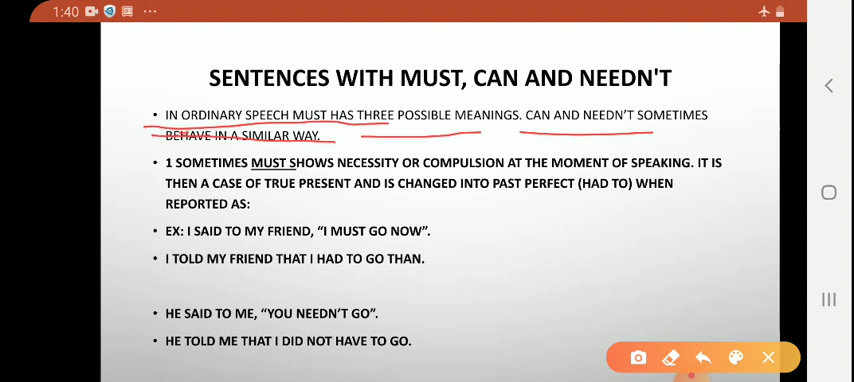 1:40
SENTENCES WITH MUST, CAN AND NEEDN'T
• IN ORDINARY SPEECH MUST HAS THREE POSSIBLE MEANINGS. CAN AND NEEDN'T SOMETIMES
BEHAVE IN A SIMILAR WAY.
• 1 SOMETIMES MUST SHOWS NECESSITY OR COMPULSION AT THE MOMENT OF SPEAKING. IT IS
THEN A CASE OF TRUE PRESENT AND IS CHANGED INTO PAST PERFECT (HAD TO) WHEN
REPORTED AS:
• EX: I SAID TO MY FRIEND, “I MUST GO NOW”.
• I TOLD MY FRIEND THAT I HAD TO GO THAN.
• HE SAID TO ME, “YOU NEEDN'T GO”.
• HE TOLD ME THAT I DID NOT HAVE TO GO.